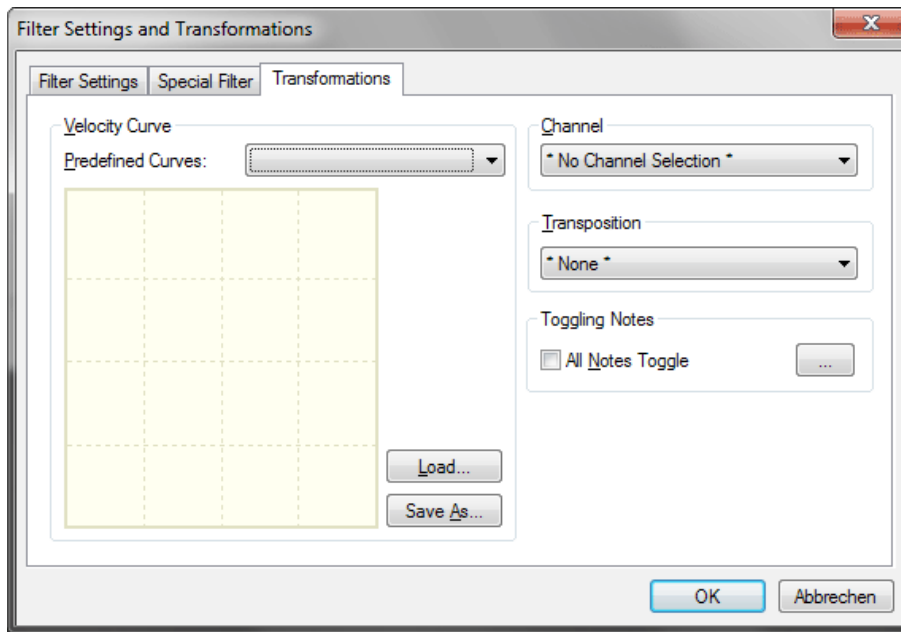 Filter Settings and Transformations
X
Filter Settings
Special Filter
Transformations
Velocity Curve
Predefined Curves:
Load...
Save As...
Channel
* No Channel Selection *
Transposition
* None *
Toggling Notes
All Notes Toggle
...
OK
Abbrechen